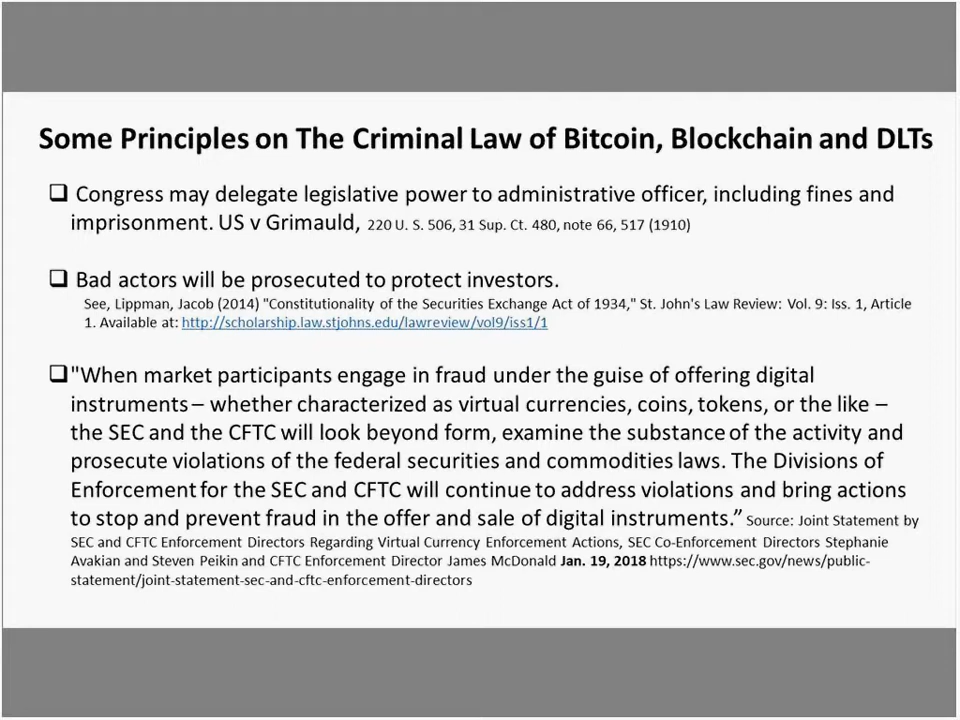 Some Principles on The Criminal Law of Bitcoin, Blockchain and DLTs
❑ Congress may delegate legislative power to administrative officer, including fines and
imprisonment. US v Grimauld, 220 U. S. 506, 31 Sup. Ct. 480, note 66, 517 (1910)
❑ Bad actors will be prosecuted to protect investors.
See, Lippman, Jacob (2014) "Constitutionality of the Securities Exchange Act of 1934," St. John's Law Review: Vol. 9: Iss. 1, Article
1. Available at: http://scholarship.law.stjohns.edu/lawreview/vol9/iss1/1
❑"When market participants engage in fraud under the guise of offering digital
instruments – whether characterized as virtual currencies, coins, tokens, or the like –
the SEC and the CFTC will look beyond form, examine the substance of the activity and
prosecute violations of the federal securities and commodities laws. The Divisions of
Enforcement for the SEC and CFTC will continue to address violations and bring actions
to stop and prevent fraud in the offer and sale of digital instruments.” Source: Joint Statement by
SEC and CFTC Enforcement Directors Regarding Virtual Currency Enforcement Actions, SEC Co-Enforcement Directors Stephanie
Avakian and Steven Peikin and CFTC Enforcement Director James McDonald Jan. 19, 2018 https://www.sec.gov/news/public-
statement/joint-statement-sec-and-cftc-enforcement-directors